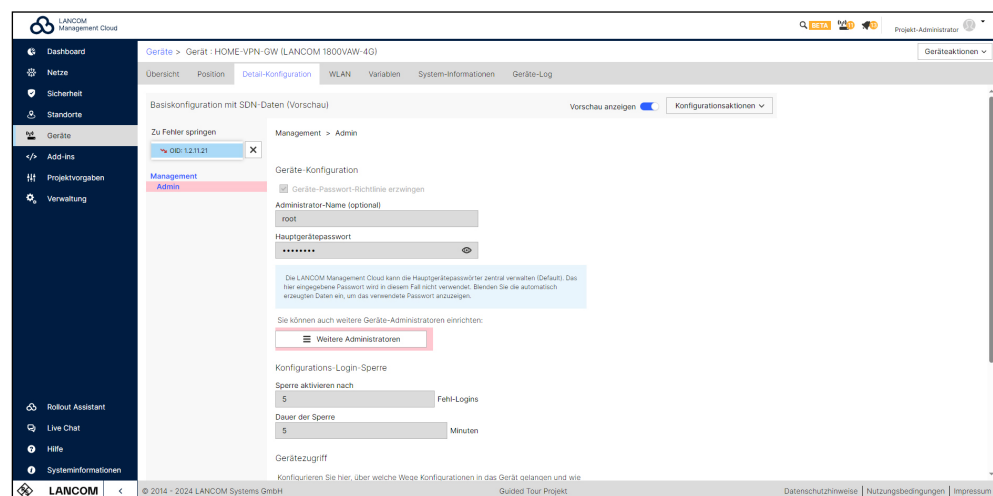 LANCOM
Management Cloud
BETA
Projekt-Administrator
Dashboard
Netze
Sicherheit
Standorte
Geräte
Add-ins
Projektvorgaben
Verwaltung
Rollout Assistant
Live Chat
Hilfe
Systeminformationen
LANCOM
Geräte > Gerät : HOME-VPN-GW (LANCOM 1800VAW-4G)
Geräteaktionen
Übersicht Position Detail-Konfiguration WLAN Variablen System-Informationen Geräte-Log
Basiskonfiguration mit SDN-Daten (Vorschau)
Vorschau anzeigen
Konfigurationsaktionen
Zu Fehler springen
OID: 1.2.11.21
Management
Admin
Management > Admin
Geräte-Konfiguration
Geräte-Passwort-Richtlinie erzwingen
Administrator-Name (optional)
root
Hauptgerätepasswort
••••••••
Die LANCOM Management Cloud kann die Hauptgerätepasswörter zentral verwalten (Default). Das
hier eingegebene Passwort wird in diesem Fall nicht verwendet. Blenden Sie die automatisch
erzeugten Daten ein, um das verwendete Passwort anzuzeigen.
Sie können auch weitere Geräte-Administratoren einrichten:
Weitere Administratoren
Konfigurations-Login-Sperre
Sperre aktivieren nach
5 Fehl-Logins
Dauer der Sperre
5 Minuten
Gerätezugriff
Konfigurieren Sie hier, über welche Wege Konfigurationen in das Gerät gelangen und wie
© 2014 - 2024 LANCOM Systems GmbH
Guided Tour Projekt
Datenschutzhinweise | Nutzungsbedingungen | Impressum